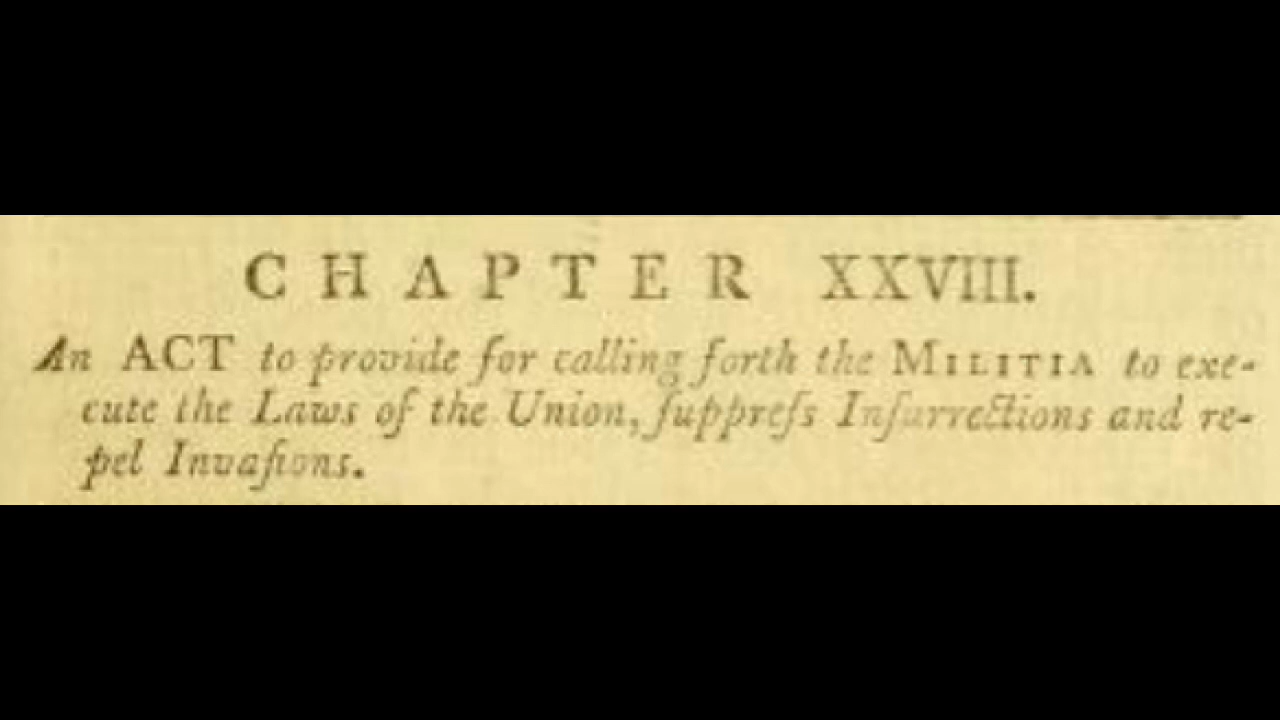 CHAPTER XXVIII.
An ACT to provide for calling forth the MILITIA to exe-
cute the Laws of the Union, ſuppreſs Inſurrections and re-
pel Invaſions.